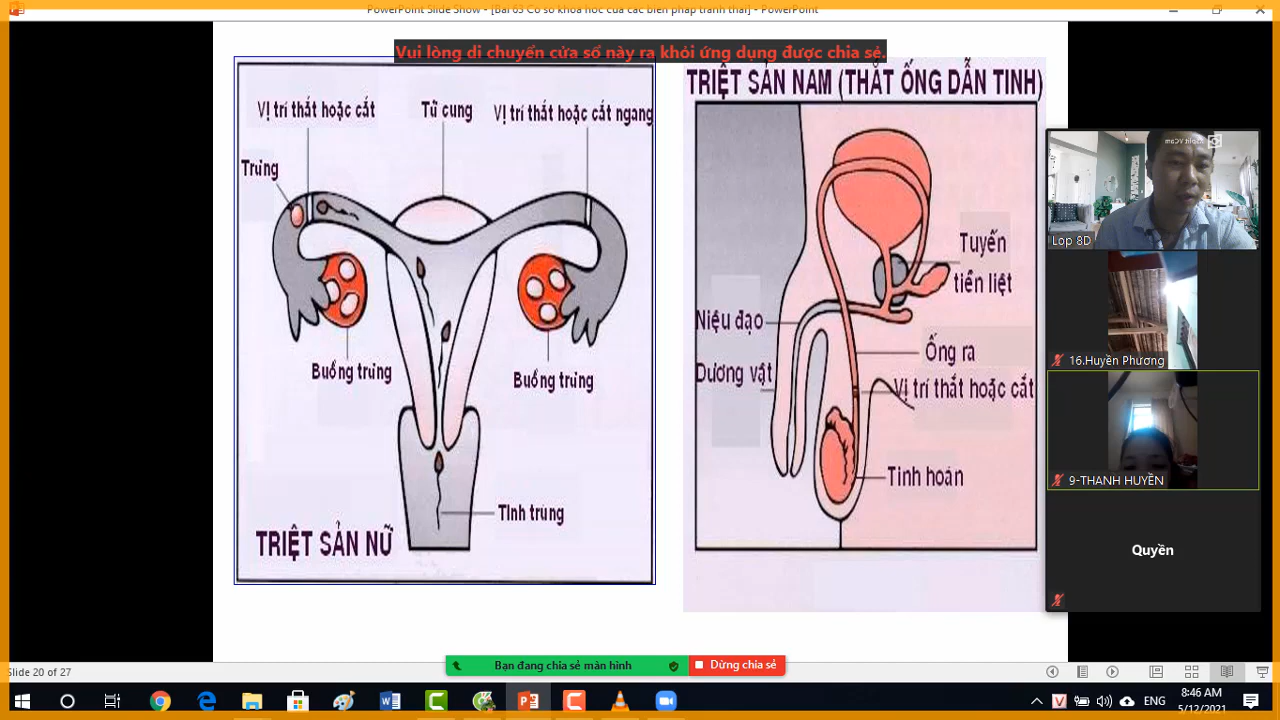 PowerPoint Slide Show - [Bài 63 Cơ sở khoa học của các biện pháp tránh thai] - PowerPoint
Vui lòng di chuyển cửa sổ này ra khỏi ứng dụng được chia sẻ.
Vị trí thắt hoặc cắt
Tử cung
Vị trí thắt hoặc cắt ngang
Trứng
Buồng trứng
Buồng trứng
Tinh trùng
TRIỆT SẢN NỮ
TRIỆT SẢN NAM (THẮT ỐNG DẪN TINH)
Tuyến
tiền liệt
Niệu đạo
Ống ra
Dương vật
Vị trí thắt hoặc cắt
Tinh hoàn
XSplit VCam
Lop 8D
16.Huyền Phương
9-THANH HUYỀN
Quyền
Bạn đang chia sẻ màn hình
Dừng chia sẻ
Slide 20 of 27
ENG
8:46 AM
5/12/2021